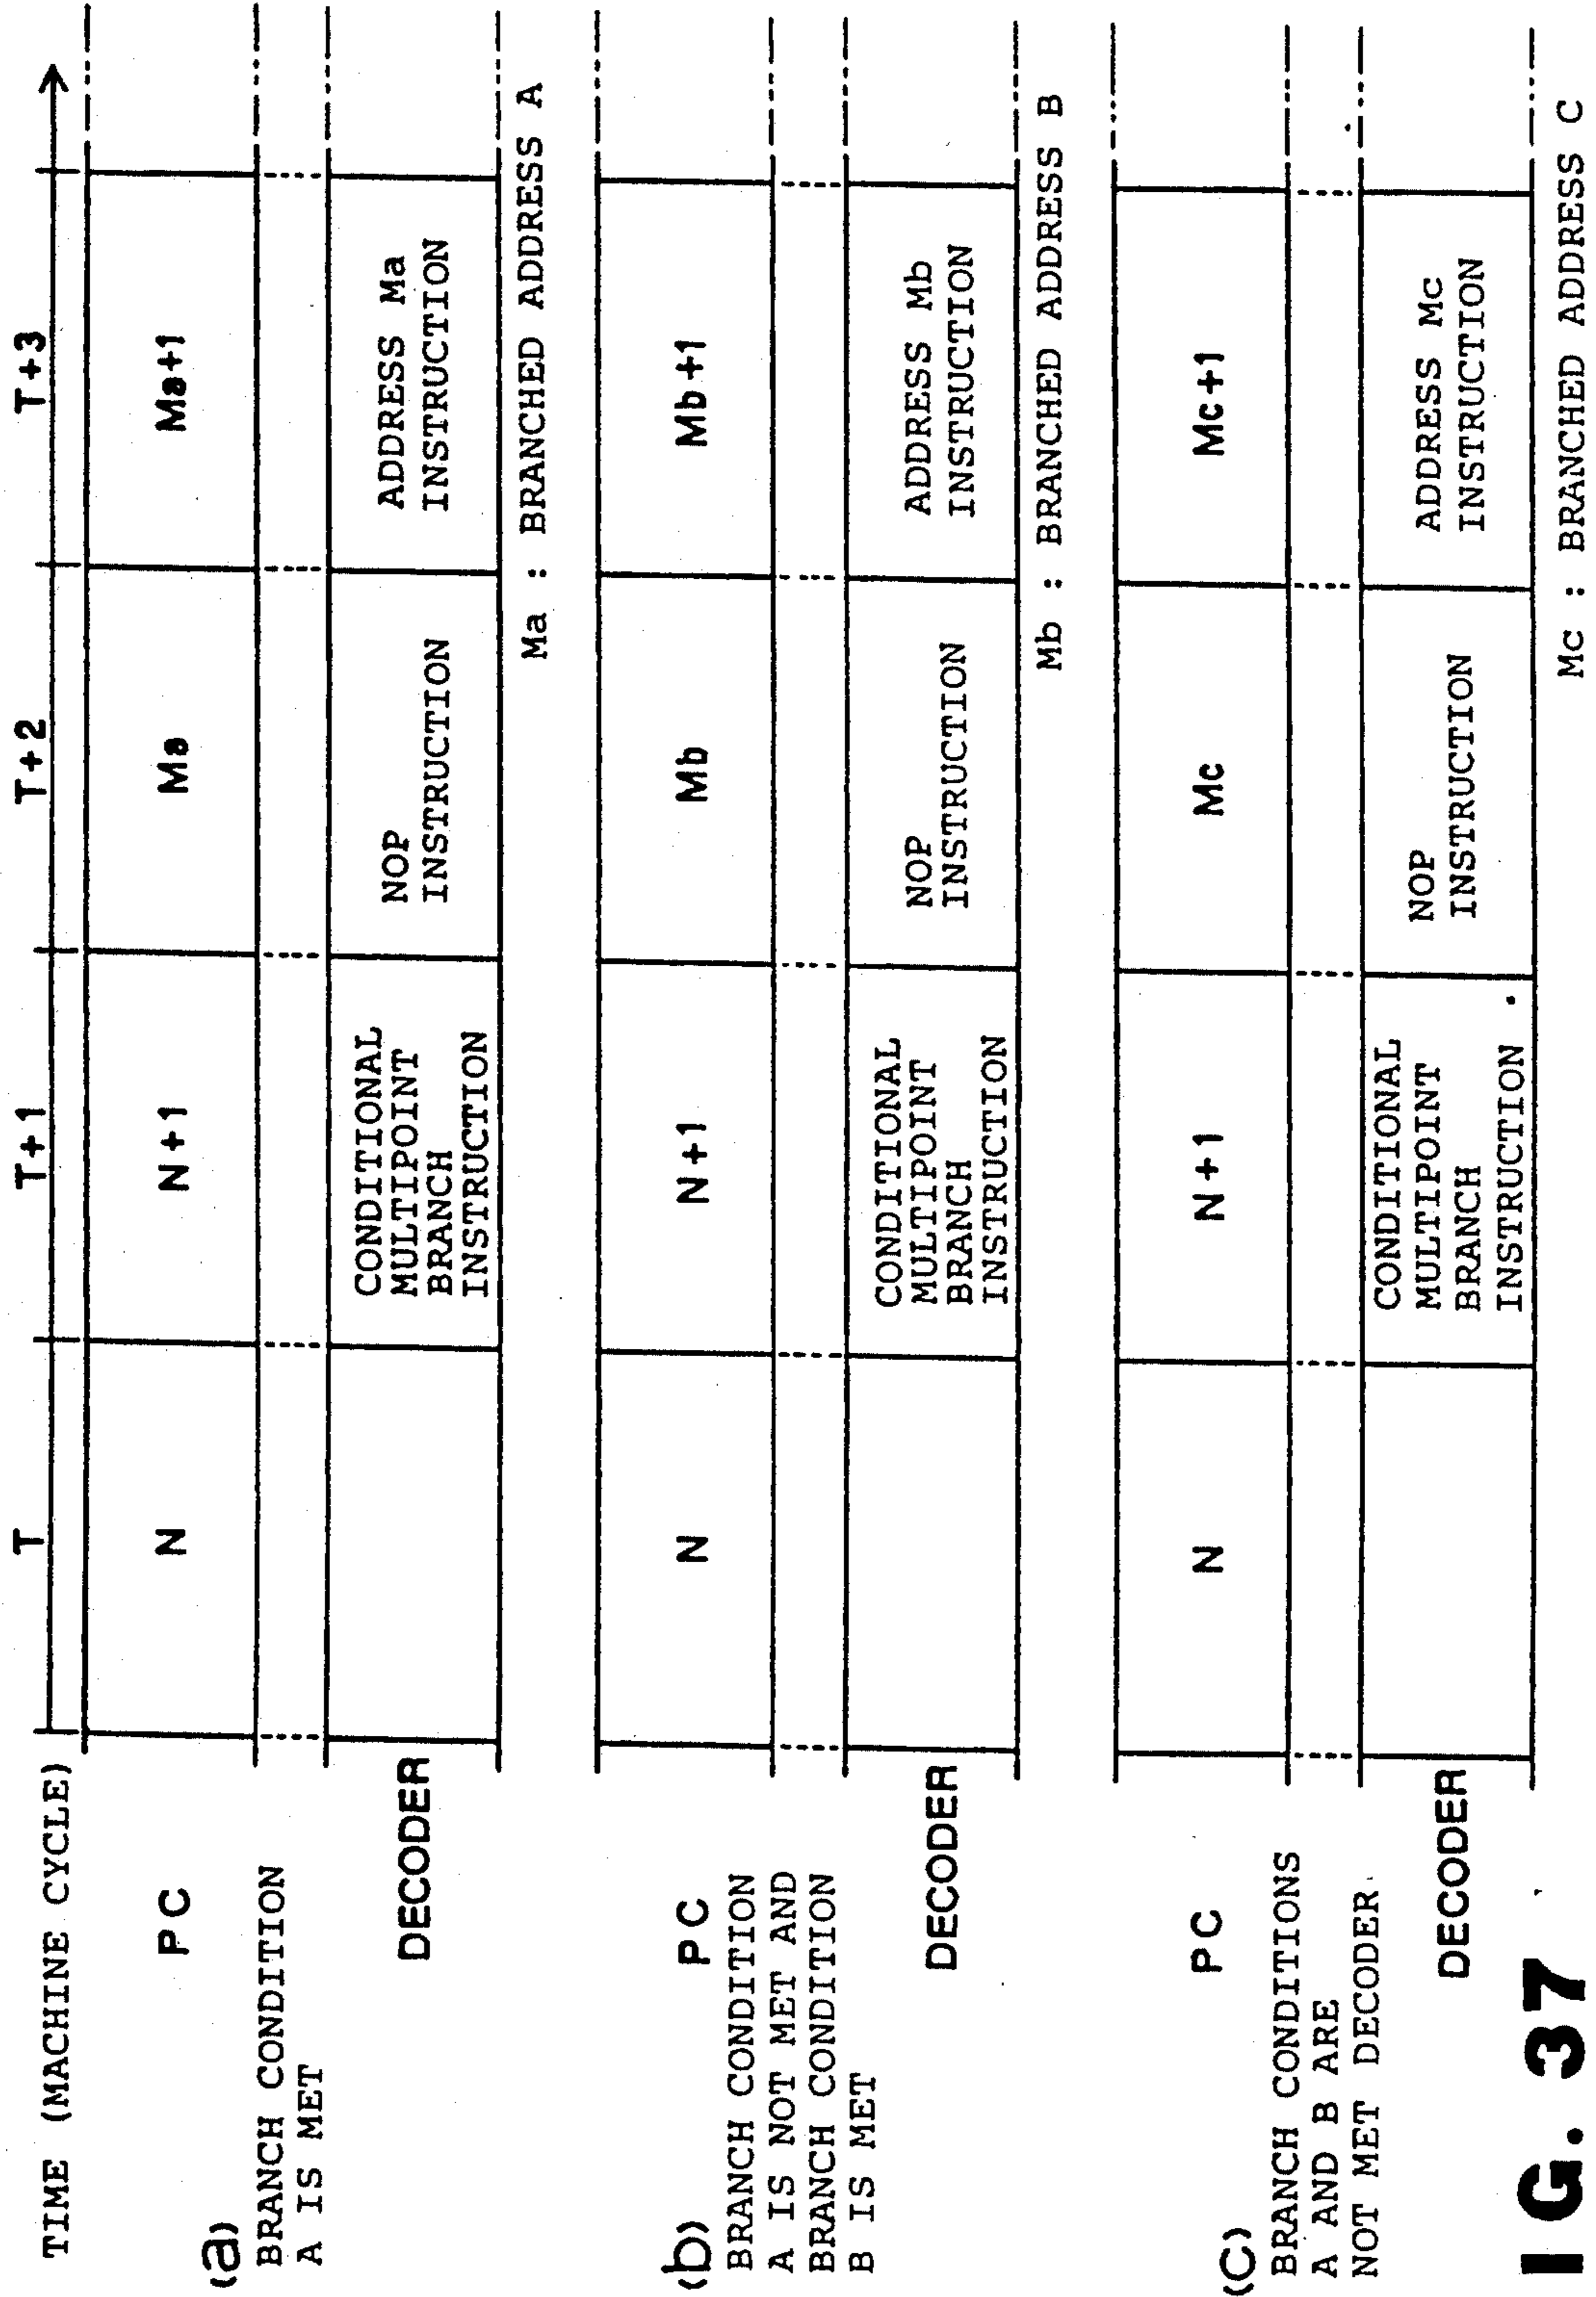 TIME (MACHINE CYCLE)
T
T+1
T+2
T+3
(a)
BRANCH CONDITION
A IS MET
PC
N
N+1
Ma
Ma+1
DECODER
CONDITIONAL
MULTIPOINT
BRANCH
INSTRUCTION
NOP
INSTRUCTION
ADDRESS Ma
INSTRUCTION
Ma : BRANCHED ADDRESS A
(b)
BRANCH CONDITION
A IS NOT MET AND
BRANCH CONDITION
B IS MET
PC
N
N+1
Mb
Mb+1
DECODER
CONDITIONAL
MULTIPOINT
BRANCH
INSTRUCTION
NOP
INSTRUCTION
ADDRESS Mb
INSTRUCTION
Mb : BRANCHED ADDRESS B
(C)
BRANCH CONDITIONS
A AND B ARE
NOT MET DECODER
PC
N
N+1
Mc
Mc+1
DECODER
CONDITIONAL
MULTIPOINT
BRANCH
INSTRUCTION
NOP
INSTRUCTION
ADDRESS Mc
INSTRUCTION
Mc : BRANCHED ADDRESS C
IG. 37